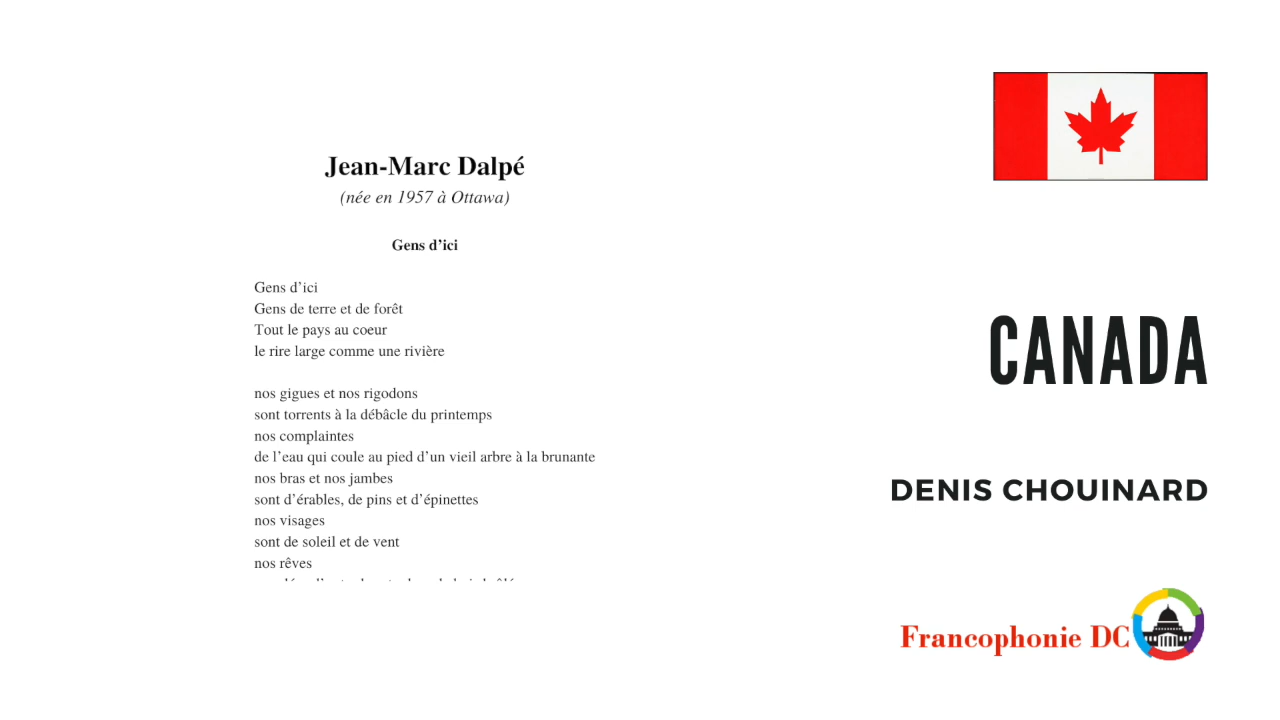 Jean-Marc Dalpé
(née en 1957 à Ottawa)
Gens d’ici
Gens d’ici
Gens de terre et de forêt
Tout le pays au coeur
le rire large comme une rivière
nos gigues et nos rigodons
sont torrents à la débâcle du printemps
nos complaintes
de l’eau qui coule au pied d’un vieil arbre à la brunante
nos bras et nos jambes
sont d’érables, de pins et d’épinettes
nos visages
sont de soleil et de vent
nos rêves
CANADA
DENIS CHOUINARD
Francophonie DC